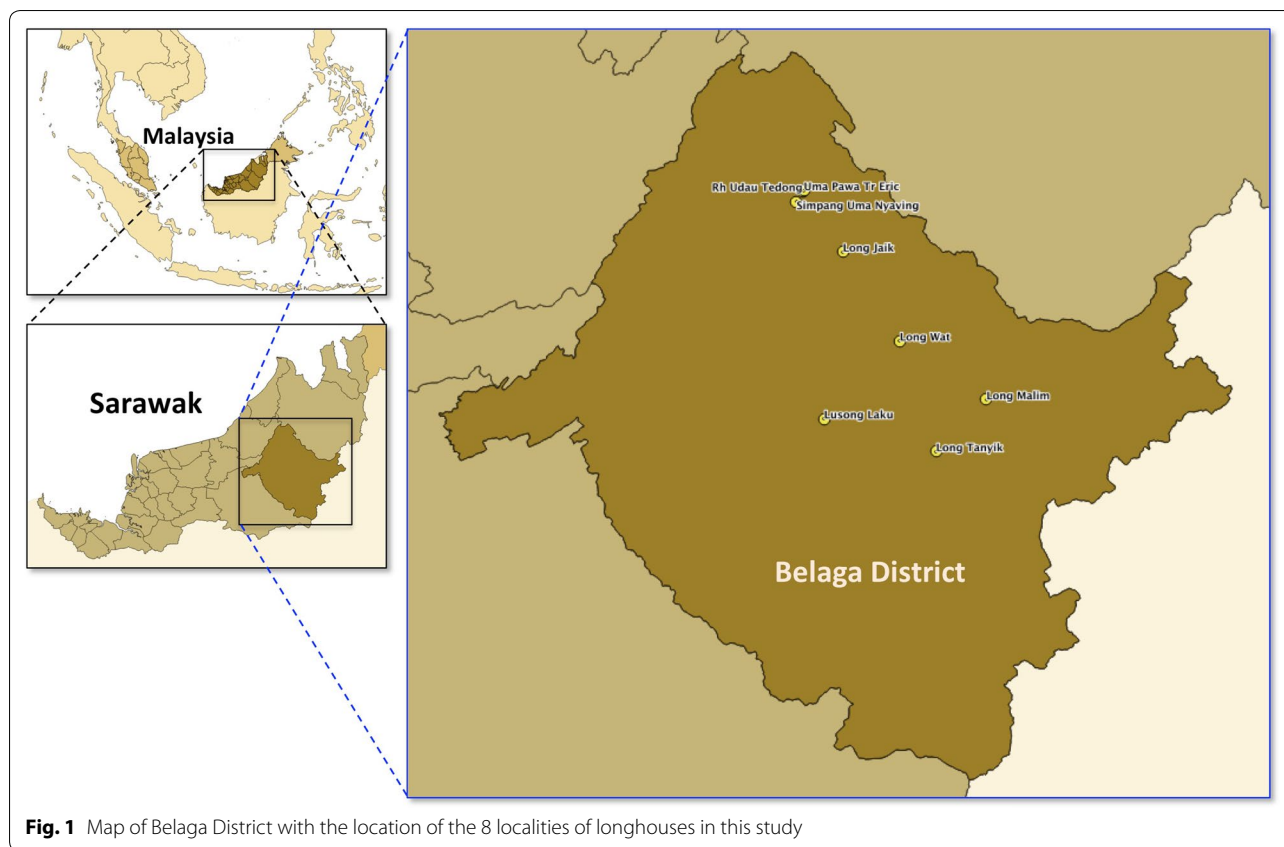 Malaysia
Sarawak
Rh Udau Tedong
Uma Pawa Tr Eric
Simpang Uma Nyaving
Long Jaik
Long Wat
Long Malim
Lusong Laku
Long Tanyik
Belaga District
Fig. 1 Map of Belaga District with the location of the 8 localities of longhouses in this study